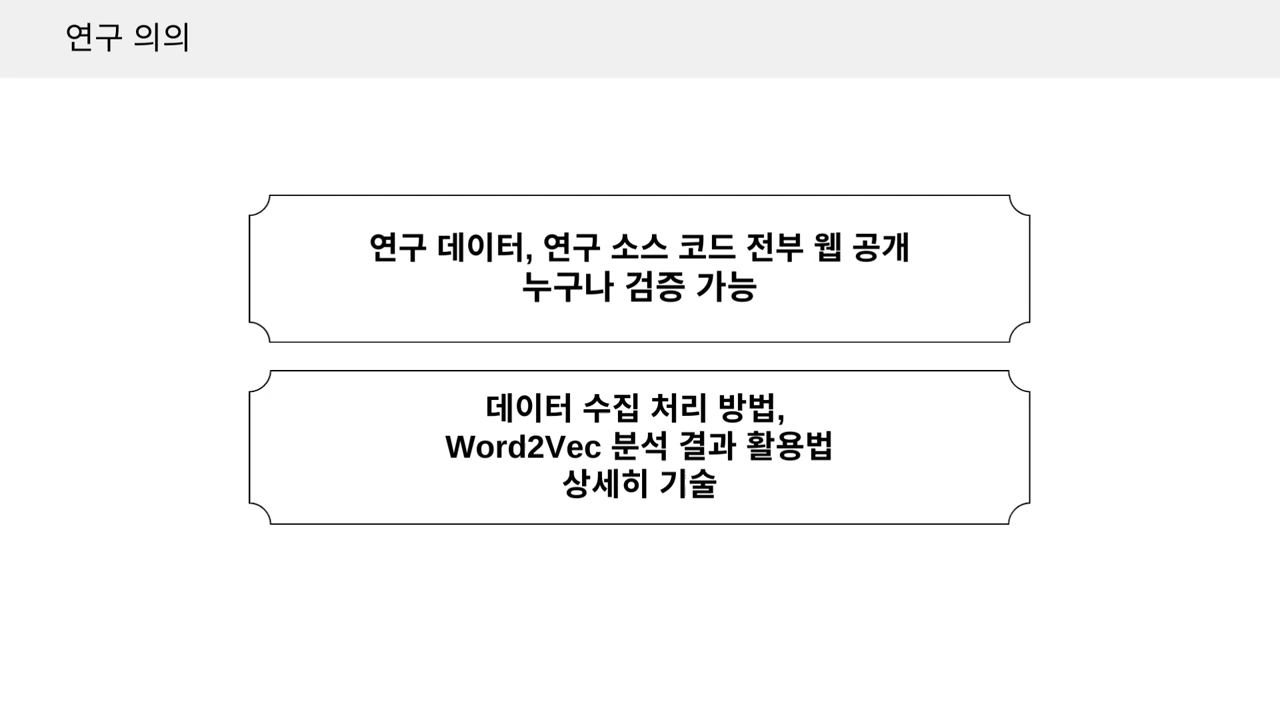 연구 의의
연구 데이터, 연구 소스 코드 전부 웹 공개
누구나 검증 가능
데이터 수집 처리 방법,
Word2Vec 분석 결과 활용법
상세히 기술